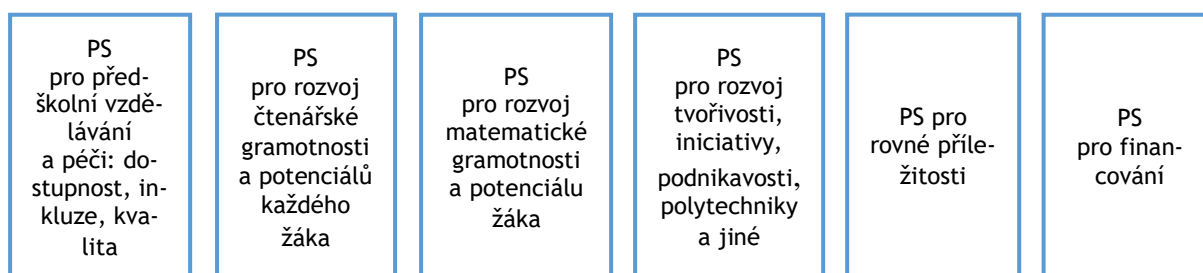 PS
pro před-
školní vzdě-
lávání
a péči: do-
stupnost, in-
kluze, kva-
lita
PS
pro rozvoj
čtenářské
gramotnosti
a potenciálů
každého
žáka
PS
pro rozvoj
matematické
gramotnosti
a potenciálu
žáka
PS
pro rozvoj
tvořivosti,
iniciativy,
podnikavosti,
polytechniky
a jiné
PS pro
rovné příle-
žitosti
PS
pro finan-
cování